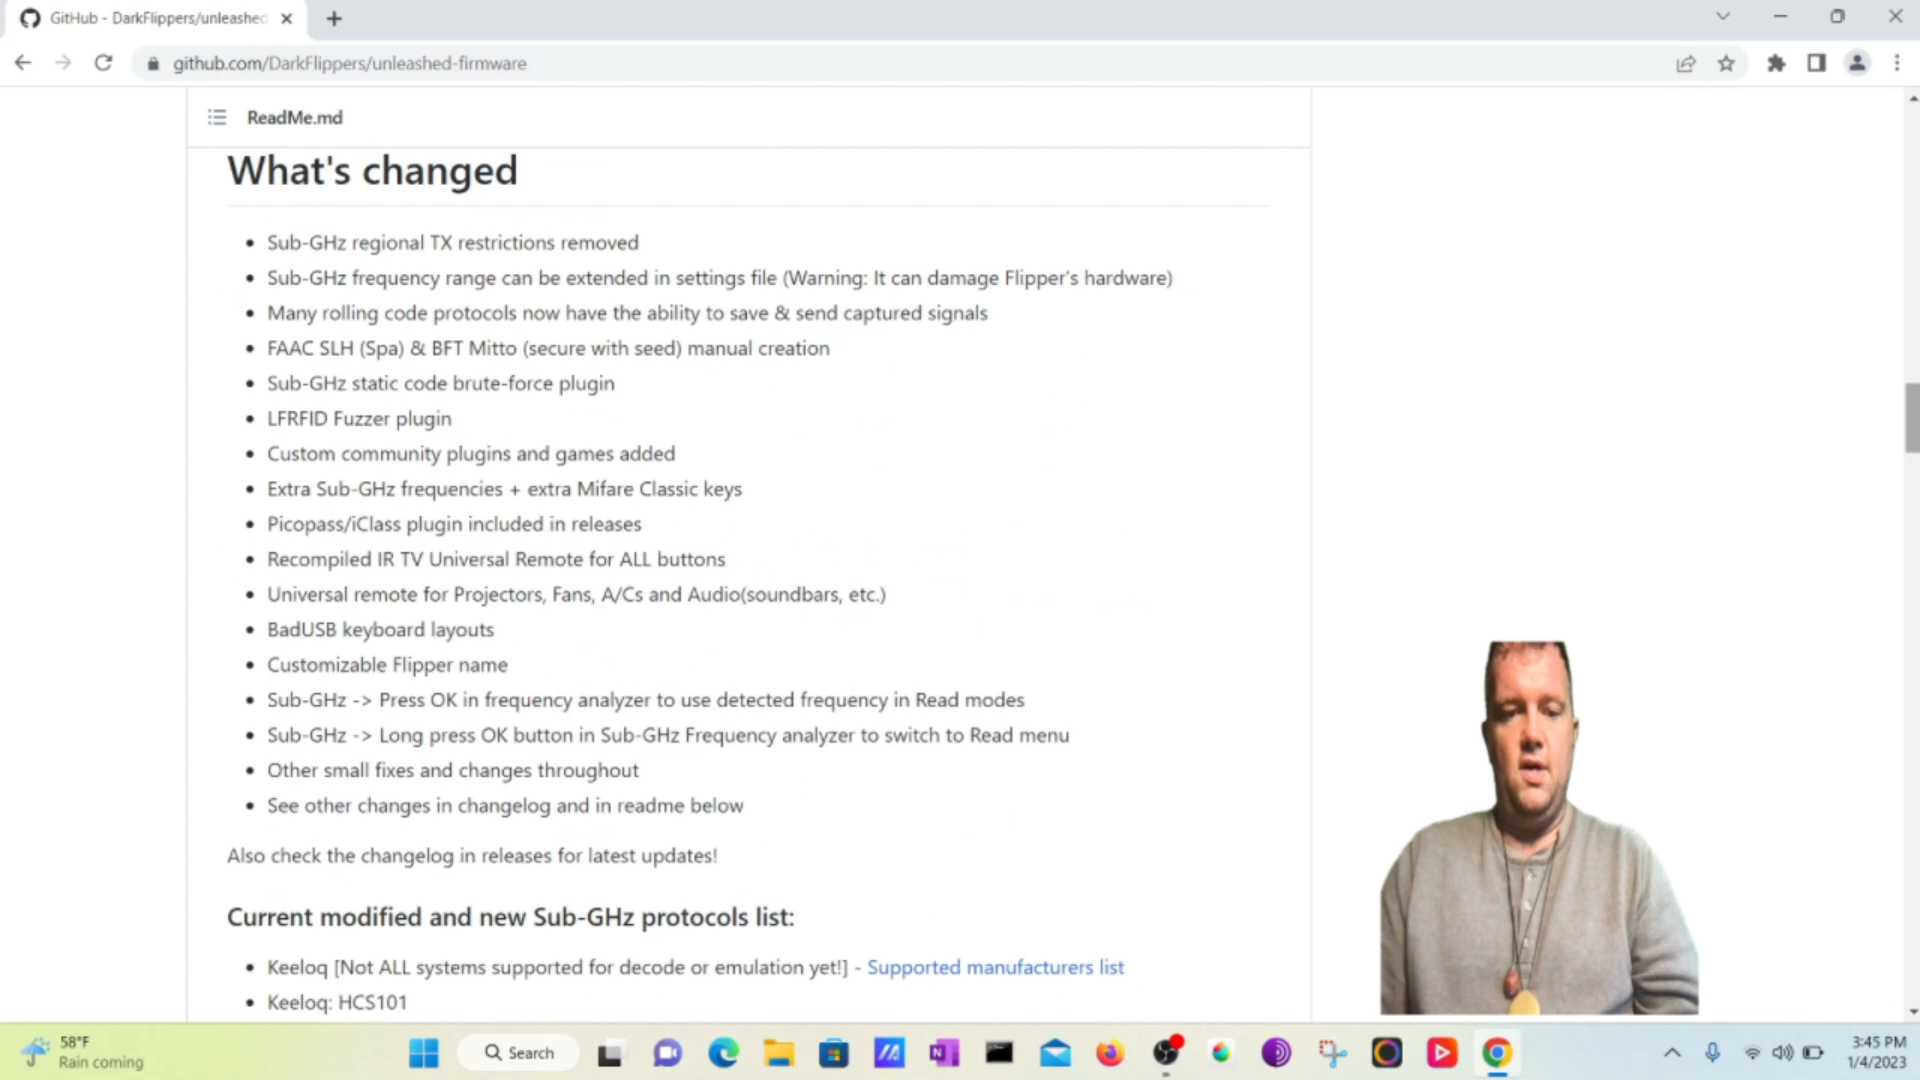 GitHub - DarkFlippers/unleashed
github.com/DarkFlippers/unleashed-firmware
ReadMe.md
What's changed
• Sub-GHz regional TX restrictions removed
• Sub-GHz frequency range can be extended in settings file (Warning: It can damage Flipper's hardware)
• Many rolling code protocols now have the ability to save & send captured signals
• FAAC SLH (Spa) & BFT Mitto (secure with seed) manual creation
• Sub-GHz static code brute-force plugin
• LFRFID Fuzzer plugin
• Custom community plugins and games added
• Extra Sub-GHz frequencies + extra Mifare Classic keys
• Picopass/iClass plugin included in releases
• Recompiled IR TV Universal Remote for ALL buttons
• Universal remote for Projectors, Fans, A/Cs and Audio(soundbars, etc.)
• BadUSB keyboard layouts
• Customizable Flipper name
• Sub-GHz -> Press OK in frequency analyzer to use detected frequency in Read modes
• Sub-GHz -> Long press OK button in Sub-GHz Frequency analyzer to switch to Read menu
• Other small fixes and changes throughout
• See other changes in changelog and in readme below
Also check the changelog in releases for latest updates!
Current modified and new Sub-GHz protocols list:
• Keeloq [Not ALL systems supported for decode or emulation yet!] - Supported manufacturers list
• Keeloq: HCS101
58°F
Rain coming
Search
3:45 PM
1/4/2023